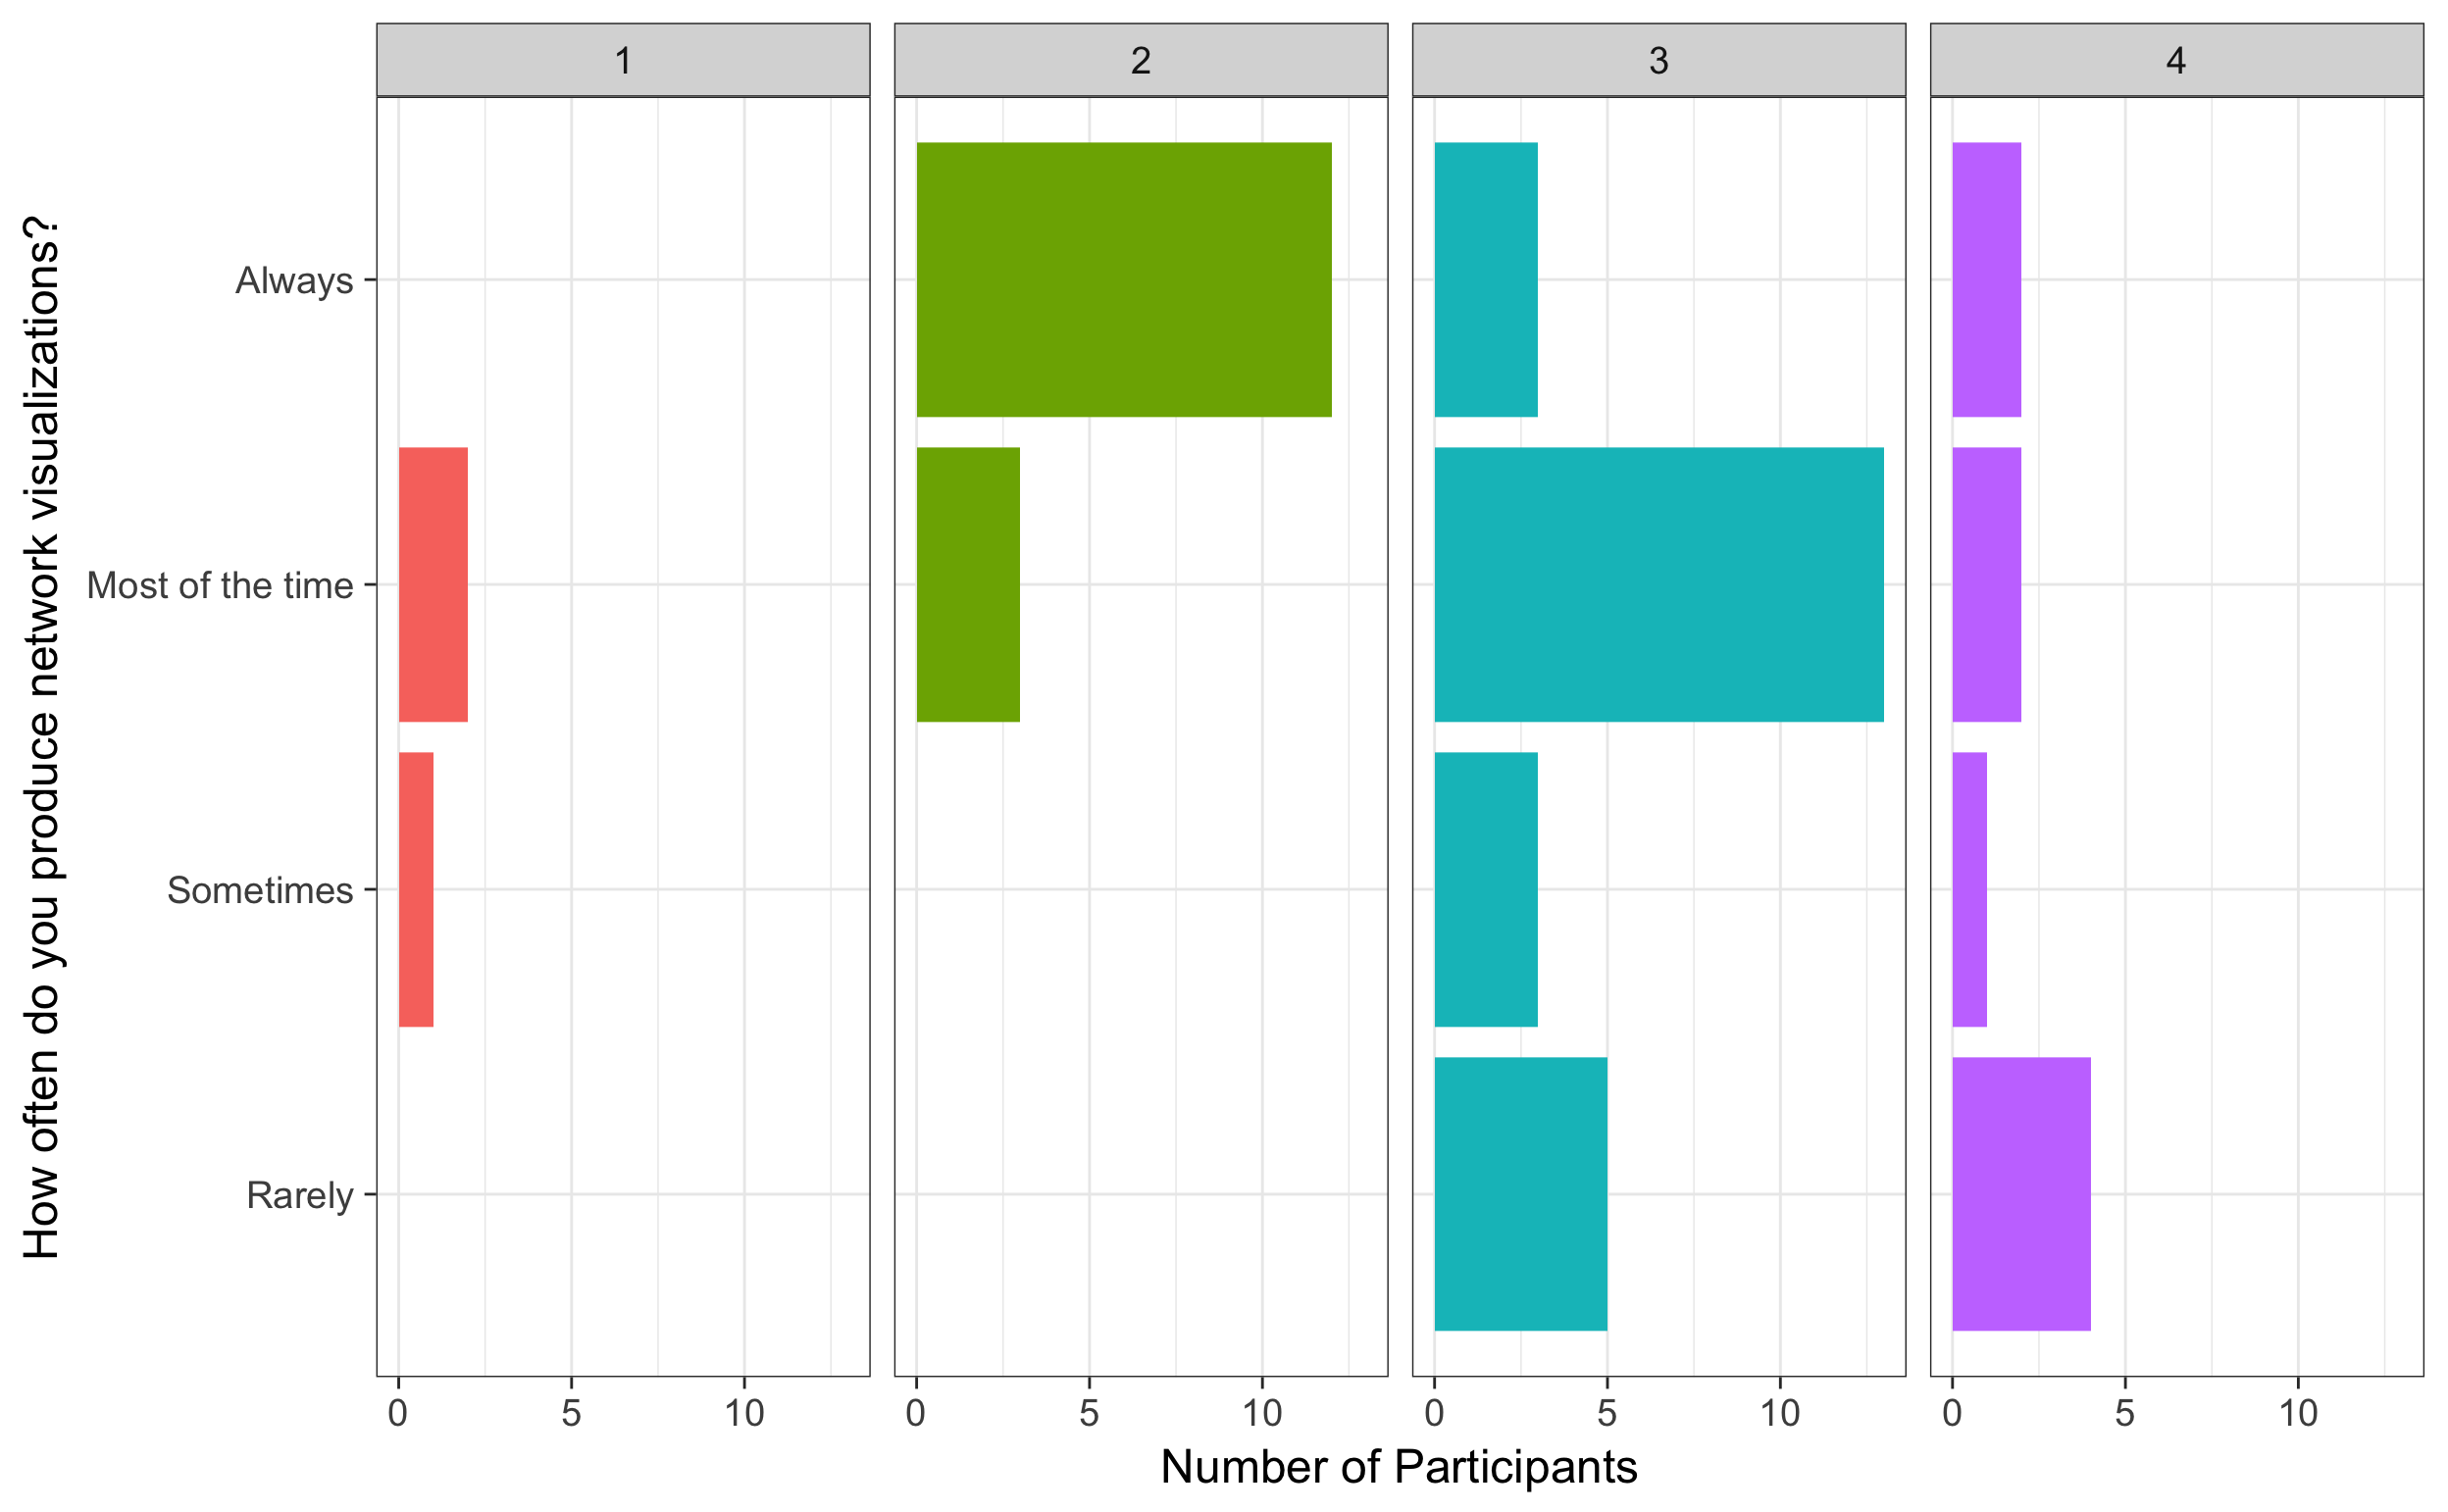 1
2
3
4
How often do you produce network visualizations?
Always
Most of the time
Sometimes
Rarely
0 5 10
0 5 10
0 5 10
0 5 10
Number of Participants